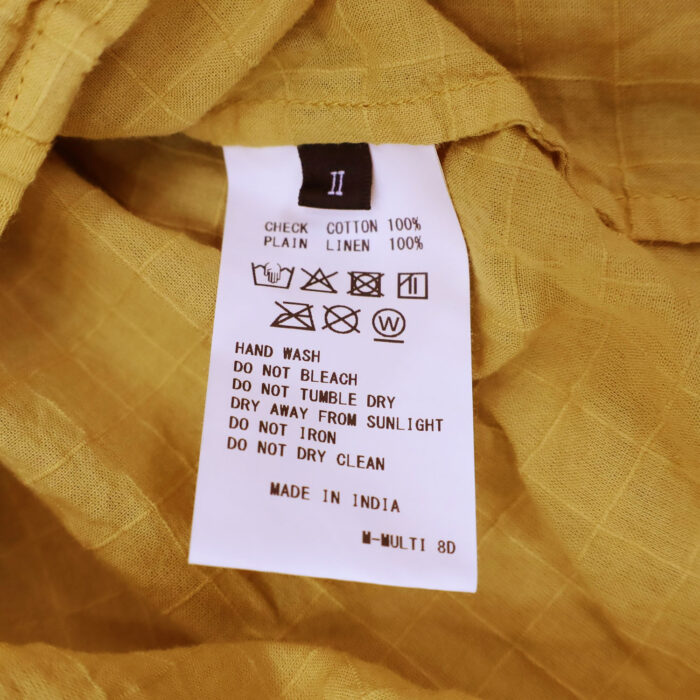 II
CHECK COTTON 100%
PLAIN LINEN 100%
W
HAND WASH
DO NOT BLEACH
DO NOT TUMBLE DRY
DRY AWAY FROM SUNLIGHT
DO NOT IRON
DO NOT DRY CLEAN
MADE IN INDIA
M-MULTI 8D